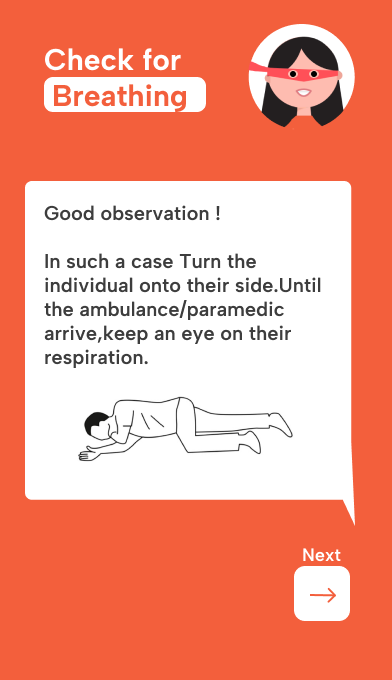 Check for
Breathing
Good observation !
In such a case Turn the
individual onto their side.Until
the ambulance/paramedic
arrive,keep an eye on their
respiration.
Next